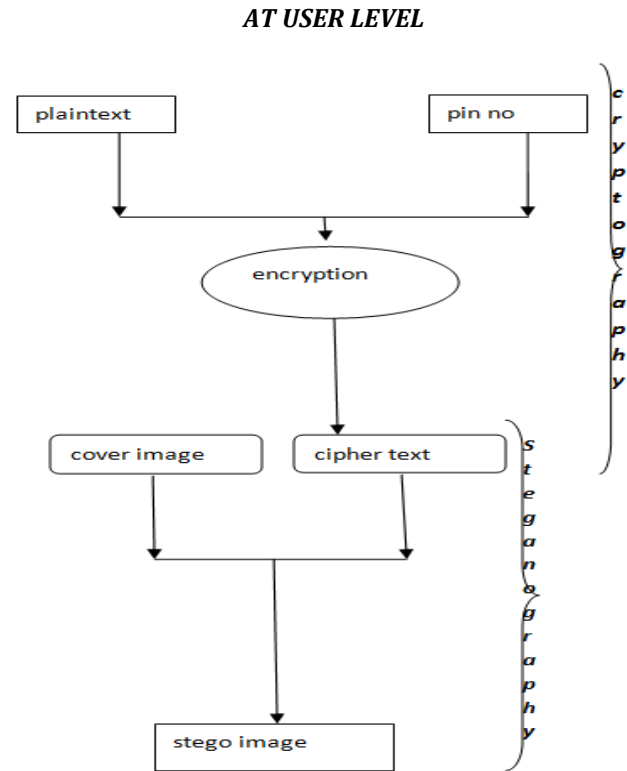 AT USER LEVEL
plaintext
pin no
cryptography
encryption
cover image
cipher text
Steganography
stego image